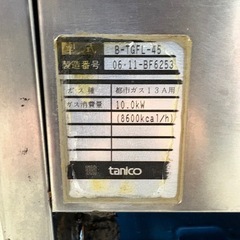 型式 B-TGFL-45
製造番号 06-11-BF6253
ガス種 都市ガス13A用
ガス消費量 10.0kW
(8600kcal/h)
tanico